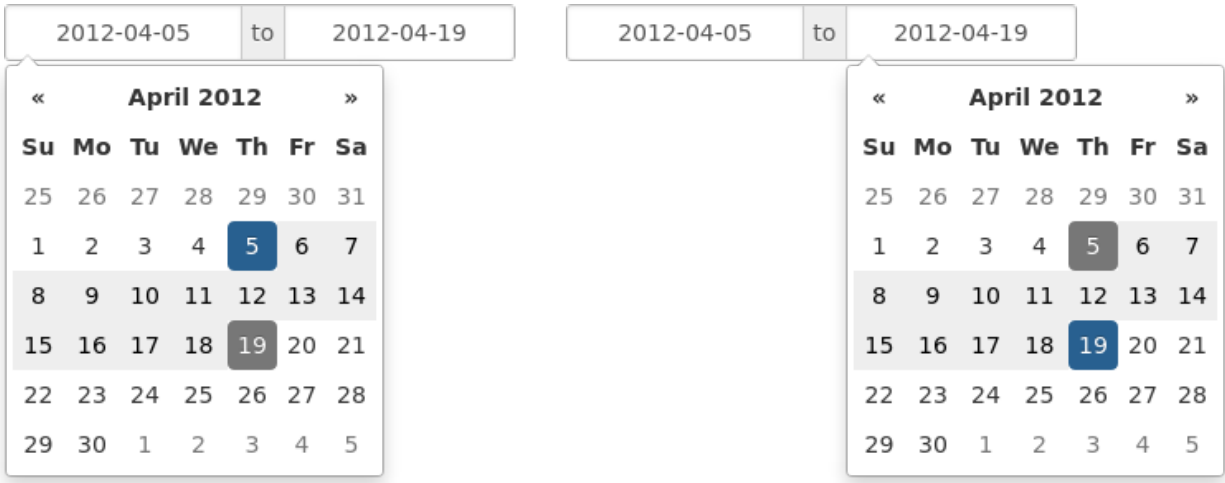 2012-04-05 to 2012-04-19
« April 2012 »
Su Mo Tu We Th Fr Sa
25 26 27 28 29 30 31
1 2 3 4 5 6 7
8 9 10 11 12 13 14
15 16 17 18 19 20 21
22 23 24 25 26 27 28
29 30 1 2 3 4 5
2012-04-05 to 2012-04-19
« April 2012 »
Su Mo Tu We Th Fr Sa
25 26 27 28 29 30 31
1 2 3 4 5 6 7
8 9 10 11 12 13 14
15 16 17 18 19 20 21
22 23 24 25 26 27 28
29 30 1 2 3 4 5